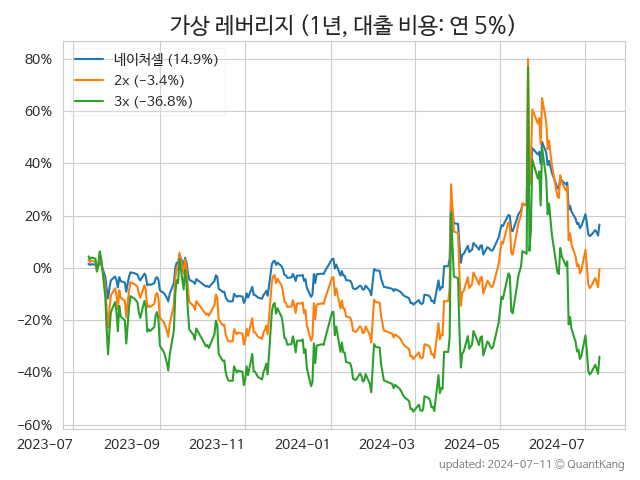 가상 레버리지 (1년, 대출 비용: 연 5%)
네이처셀 (14.9%)
2x (−3.4%)
3x (−36.8%)
80%
60%
40%
20%
0%
−20%
−40%
−60%
2023-07 2023-09 2023-11 2024-01 2024-03 2024-05 2024-07
updated: 2024-07-11 © QuantKang